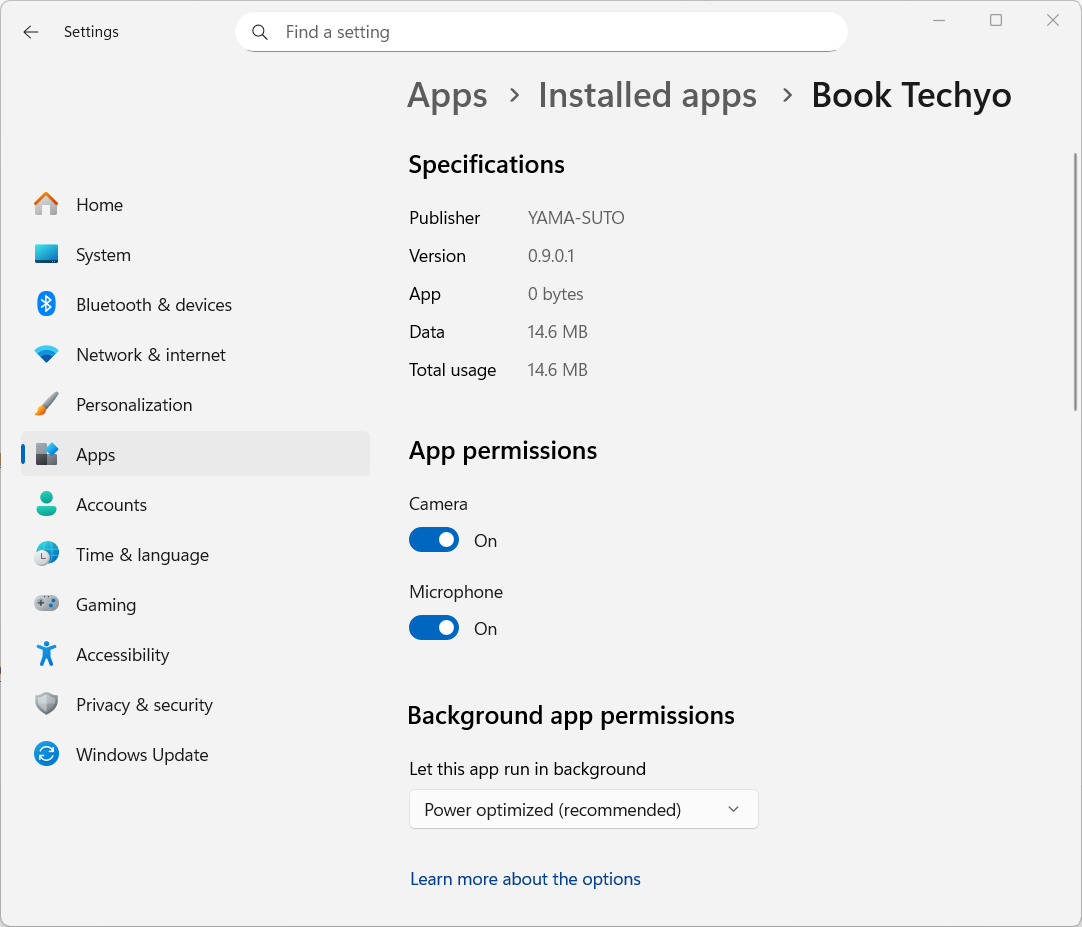 Settings
Find a setting
Apps > Installed apps > Book Techyo
Home
System
Bluetooth & devices
Network & internet
Personalization
Apps
Accounts
Time & language
Gaming
Accessibility
Privacy & security
Windows Update
Specifications
Publisher YAMA-SUTO
Version 0.9.0.1
App 0 bytes
Data 14.6 MB
Total usage 14.6 MB
App permissions
Camera
On
Microphone
On
Background app permissions
Let this app run in background
Power optimized (recommended)
Learn more about the options